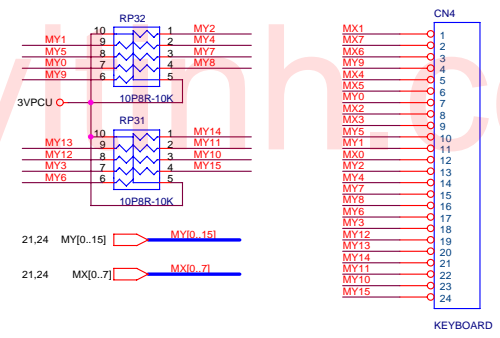 RP32
10 1 MY2
MY1 9 2 MY4
MY5 8 3 MY7
MY0 7 4 MY8
MY9 6 5
3VPCU
10P8R-10K
RP31
10 1 MY14
MY13 9 2 MY11
MY12 8 3 MY10
MY3 7 4 MY15
MY6 6 5
10P8R-10K
21,24 MY[0..15] MY[0..15]
21,24 MX[0..7] MX[0..7]
CN4
MX1 1
MX7 2
MX6 3
MY9 4
MX4 5
MX5 6
MY0 7
MX2 8
MX3 9
MY5 10
MY1 11
MX0 12
MY2 13
MY4 14
MY7 15
MY8 16
MY6 17
MY3 18
MY12 19
MY13 20
MY14 21
MY11 22
MY10 23
MY15 24
KEYBOARD